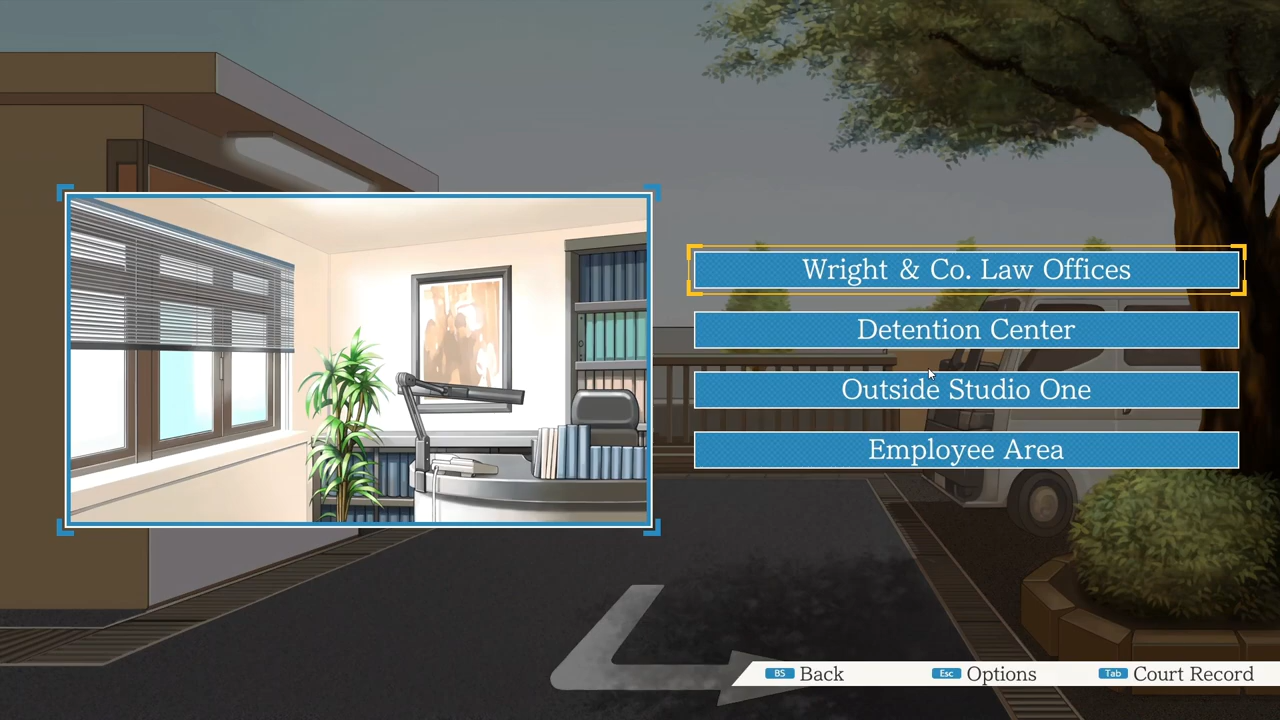 Wright & Co. Law Offices
Detention Center
Outside Studio One
Employee Area
BS Back
Esc Options
Tab Court Record